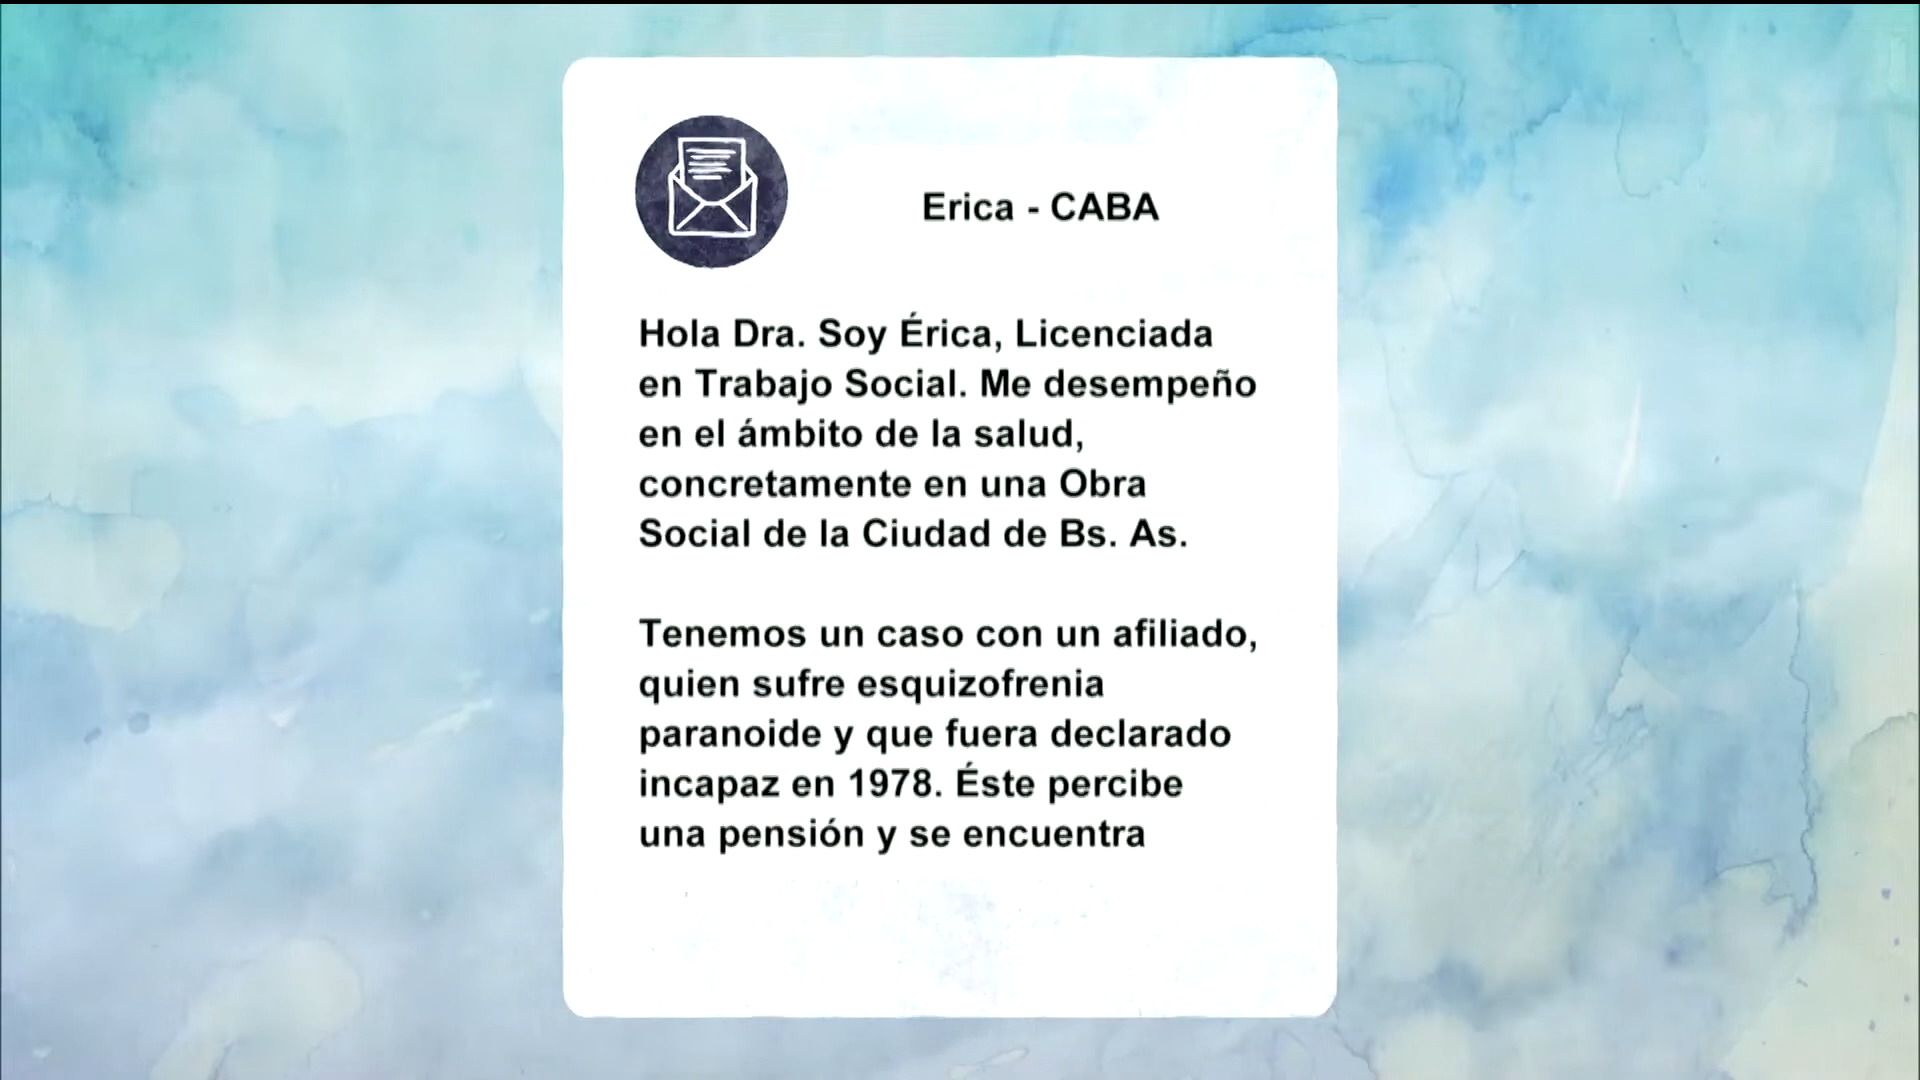 Erica - CABA
Hola Dra. Soy Érica, Licenciada
en Trabajo Social. Me desempeño
en el ámbito de la salud,
concretamente en una Obra
Social de la Ciudad de Bs. As.
Tenemos un caso con un afiliado,
quien sufre esquizofrenia
paranoide y que fuera declarado
incapaz en 1978. Éste percibe
una pensión y se encuentra